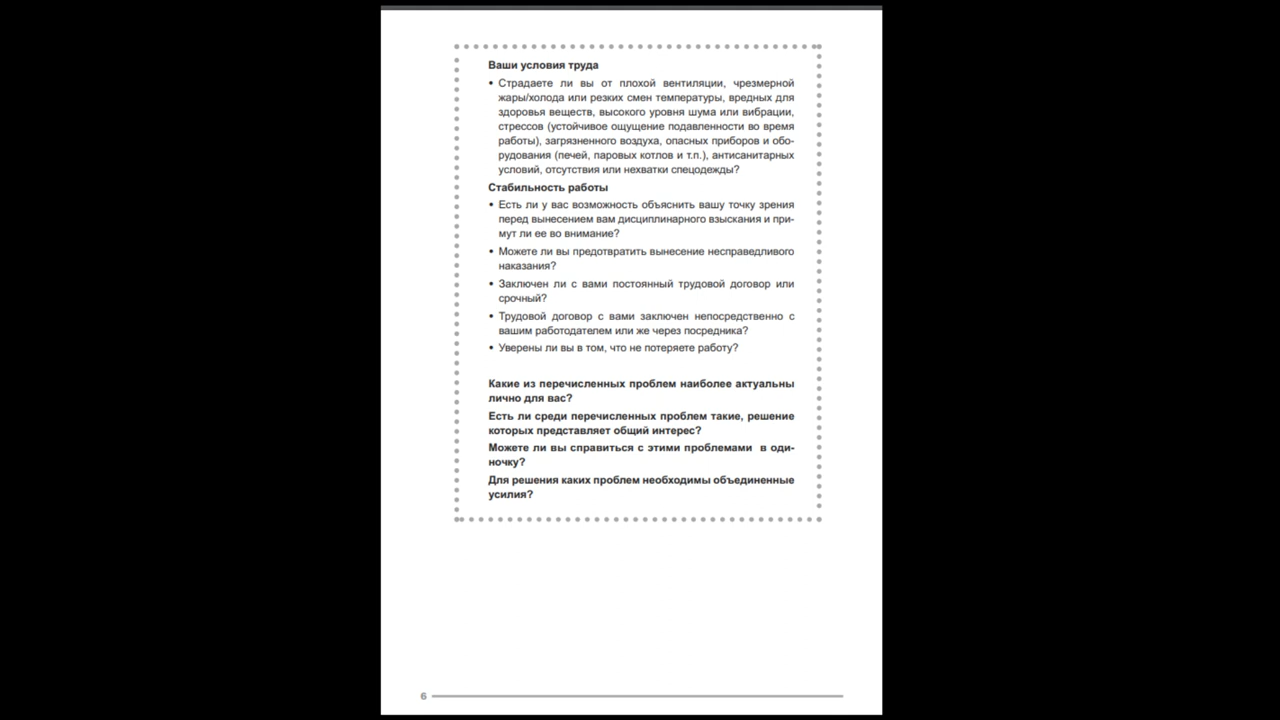 Ваши условия труда
• Страдаете ли вы от плохой вентиляции, чрезмерной
жары/холода или резких смен температуры, вредных для
здоровья веществ, высокого уровня шума или вибрации,
стрессов (устойчивое ощущение подавленности во время
работы), загрязненного воздуха, опасных приборов и обо-
рудования (печей, паровых котлов и т.п.), антисанитарных
условий, отсутствия или нехватки спецодежды?
Стабильность работы
• Есть ли у вас возможность объяснить вашу точку зрения
перед вынесением вам дисциплинарного взыскания и при-
мут ли ее во внимание?
• Можете ли вы предотвратить вынесение несправедливого
наказания?
• Заключен ли с вами постоянный трудовой договор или
срочный?
• Трудовой договор с вами заключен непосредственно с
вашим работодателем или же через посредника?
• Уверены ли вы в том, что не потеряете работу?
Какие из перечисленных проблем наиболее актуальны
лично для вас?
Есть ли среди перечисленных проблем такие, решение
которых представляет общий интерес?
Можете ли вы справиться с этими проблемами в оди-
ночку?
Для решения каких проблем необходимы объединенные
усилия?
6